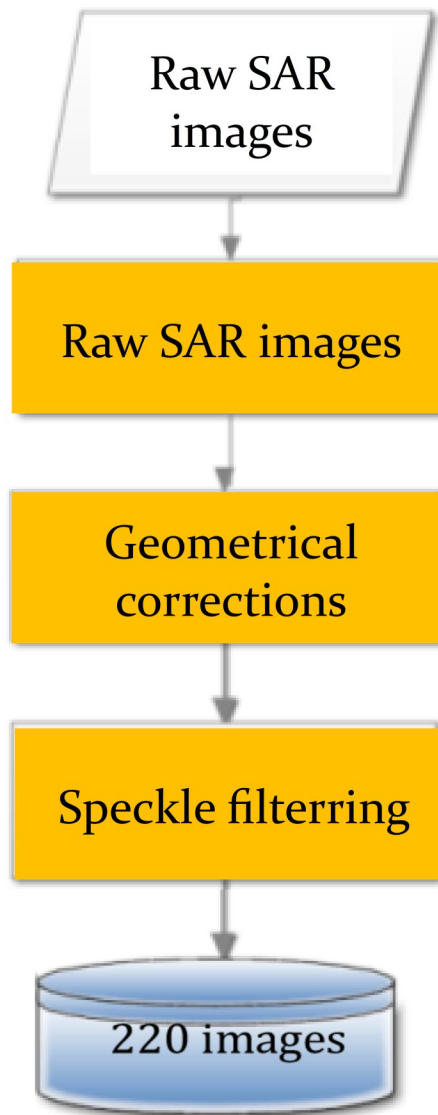 Raw SAR
images
Raw SAR images
Geometrical
corrections
Speckle filterring
220 images